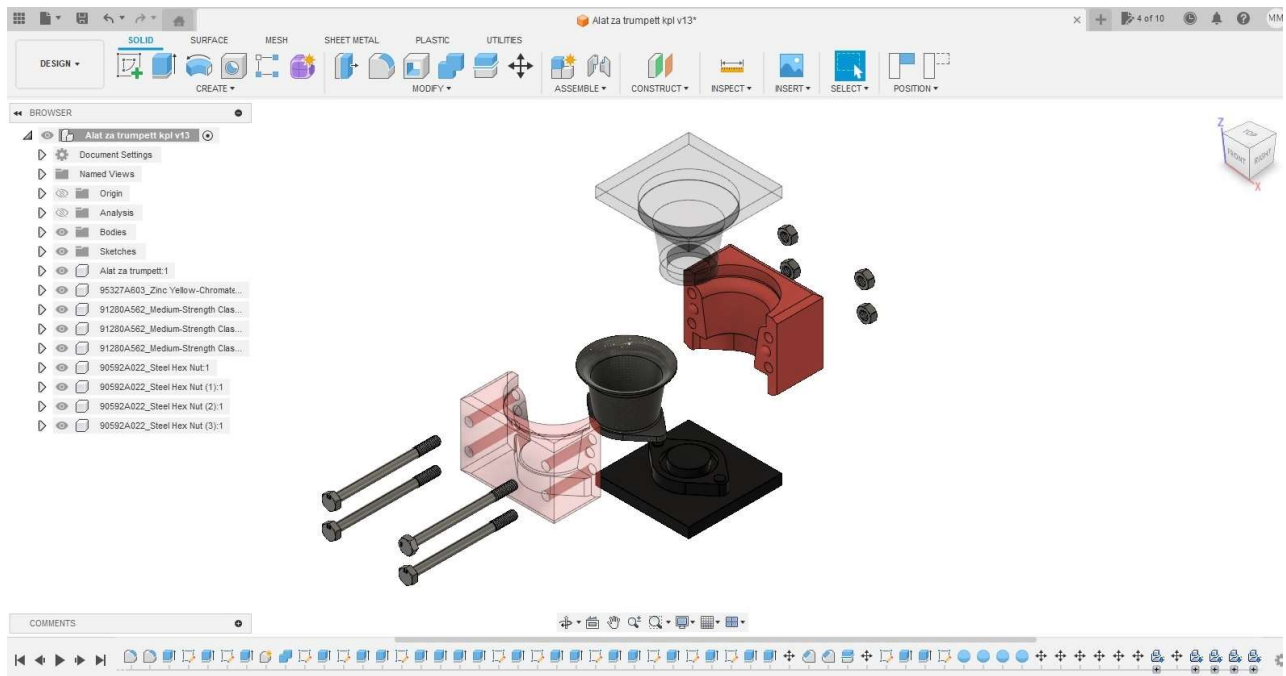 Alat za trumpett kpl v13*
4 of 10
MM
DESIGN
SOLID
SURFACE
MESH
SHEET METAL
PLASTIC
UTILITIES
CREATE
MODIFY
ASSEMBLE
CONSTRUCT
INSPECT
INSERT
SELECT
POSITION
BROWSER
Alat za trumpett kpl v13
Document Settings
Named Views
Origin
Analysis
Bodies
Sketches
Alat za trumpett:1
95327A603_Zinc Yellow-Chromate...
91280A562_Medium-Strength Clas...
91280A562_Medium-Strength Clas...
91280A562_Medium-Strength Clas...
90592A022_Steel Hex Nut:1
90592A022_Steel Hex Nut (1):1
90592A022_Steel Hex Nut (2):1
90592A022_Steel Hex Nut (3):1
Z
TOP
FRONT
RIGHT
X
COMMENTS